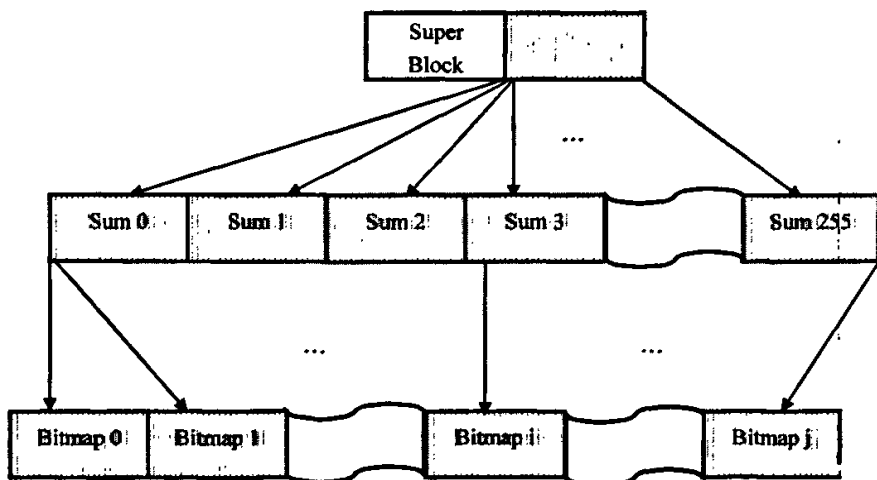 Super
Block
...
Sum 0
Sum 1
Sum 2
Sum 3
Sum 255
...
...
Bitmap 0
Bitmap 1
Bitmap i
Bitmap j